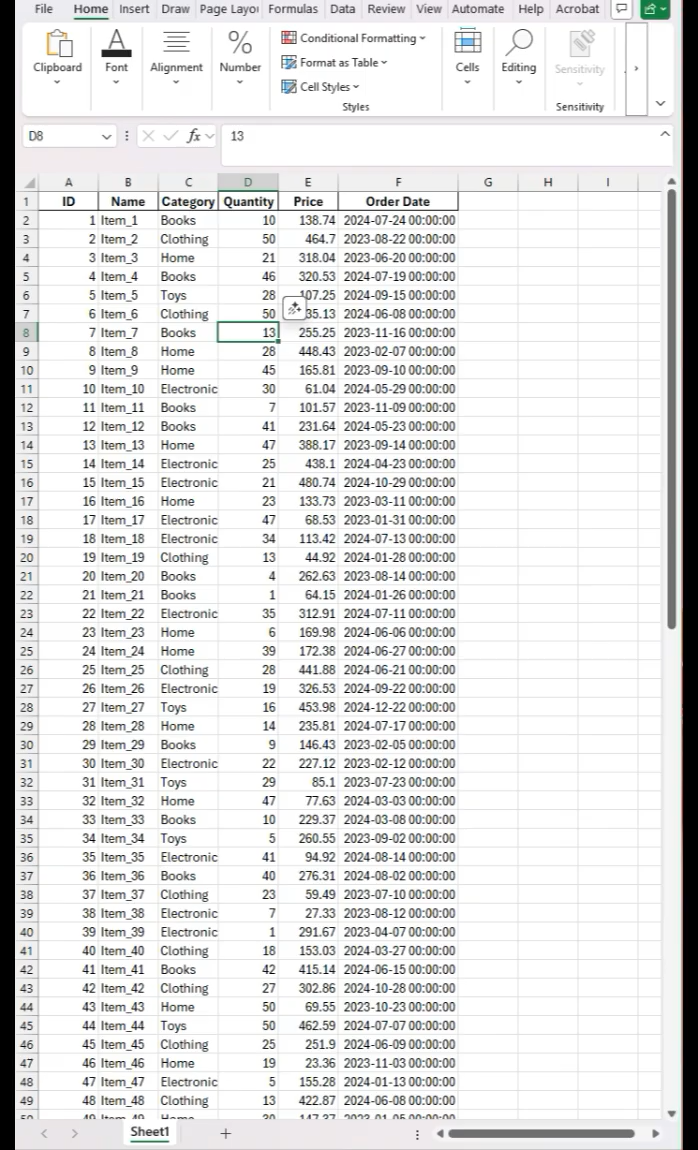 File Home Insert Draw Page Layou Formulas Data Review View Automate Help Acrobat
Clipboard Font Alignment Number Conditional Formatting Format as Table Cell Styles Cells Editing Sensitivity
Styles Sensitivity
D8 fx 13
A B C D E F G H I
1 ID Name Category Quantity Price Order Date
2 1 Item_1 Books 10 138.74 2024-07-24 00:00:00
3 2 Item_2 Clothing 50 464.7 2023-08-22 00:00:00
4 3 Item_3 Home 21 318.04 2023-06-20 00:00:00
5 4 Item_4 Books 46 320.53 2024-07-19 00:00:00
6 5 Item_5 Toys 28 107.25 2024-09-15 00:00:00
7 6 Item_6 Clothing 50 35.13 2024-06-08 00:00:00
8 7 Item_7 Books 13 255.25 2023-11-16 00:00:00
9 8 Item_8 Home 28 448.43 2023-02-07 00:00:00
10 9 Item_9 Home 45 165.81 2023-09-10 00:00:00
11 10 Item_10 Electronic 30 61.04 2024-05-29 00:00:00
12 11 Item_11 Books 7 101.57 2023-11-09 00:00:00
13 12 Item_12 Books 41 231.64 2024-05-23 00:00:00
14 13 Item_13 Home 47 388.17 2023-09-14 00:00:00
15 14 Item_14 Electronic 25 438.1 2024-04-23 00:00:00
16 15 Item_15 Electronic 21 480.74 2024-10-29 00:00:00
17 16 Item_16 Home 23 133.73 2023-03-11 00:00:00
18 17 Item_17 Electronic 47 68.53 2023-01-31 00:00:00
19 18 Item_18 Electronic 34 113.42 2024-07-13 00:00:00
20 19 Item_19 Clothing 13 44.92 2024-01-28 00:00:00
21 20 Item_20 Books 4 262.63 2023-08-14 00:00:00
22 21 Item_21 Books 1 64.15 2024-01-26 00:00:00
23 22 Item_22 Electronic 35 312.91 2024-07-11 00:00:00
24 23 Item_23 Home 6 169.98 2024-06-06 00:00:00
25 24 Item_24 Home 39 172.38 2024-06-27 00:00:00
26 25 Item_25 Clothing 28 441.88 2024-06-21 00:00:00
27 26 Item_26 Electronic 19 326.53 2024-09-22 00:00:00
28 27 Item_27 Toys 16 453.98 2024-12-22 00:00:00
29 28 Item_28 Home 14 235.81 2024-07-17 00:00:00
30 29 Item_29 Books 9 146.43 2023-02-05 00:00:00
31 30 Item_30 Electronic 22 227.12 2023-02-12 00:00:00
32 31 Item_31 Toys 29 85.1 2023-07-23 00:00:00
33 32 Item_32 Home 47 77.63 2024-03-03 00:00:00
34 33 Item_33 Books 10 229.37 2024-03-08 00:00:00
35 34 Item_34 Toys 5 260.55 2023-09-02 00:00:00
36 35 Item_35 Electronic 41 94.92 2024-08-14 00:00:00
37 36 Item_36 Books 40 276.31 2024-08-02 00:00:00
38 37 Item_37 Clothing 23 59.49 2023-07-10 00:00:00
39 38 Item_38 Electronic 7 27.33 2023-08-12 00:00:00
40 39 Item_39 Electronic 1 291.67 2023-04-07 00:00:00
41 40 Item_40 Clothing 18 153.03 2024-03-27 00:00:00
42 41 Item_41 Books 42 415.14 2024-06-15 00:00:00
43 42 Item_42 Clothing 27 302.86 2024-10-28 00:00:00
44 43 Item_43 Home 50 69.55 2023-10-23 00:00:00
45 44 Item_44 Toys 50 462.59 2024-07-07 00:00:00
46 45 Item_45 Clothing 25 251.9 2024-06-09 00:00:00
47 46 Item_46 Home 19 23.36 2023-11-03 00:00:00
48 47 Item_47 Electronic 5 155.28 2024-01-13 00:00:00
49 48 Item_48 Clothing 13 422.87 2024-06-08 00:00:00
Sheet1